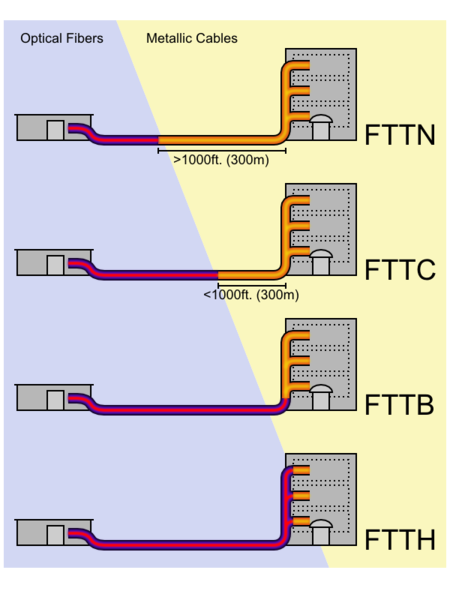 Optical Fibers
Metallic Cables
FTTN
>1000ft. (300m)
FTTC
<1000ft. (300m)
FTTB
FTTH